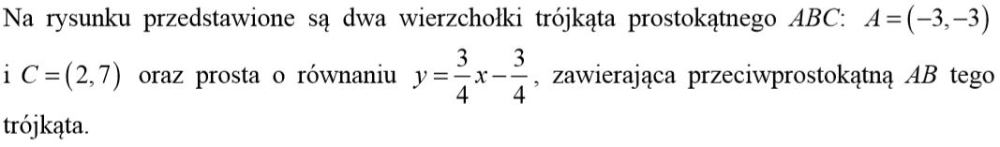 Na rysunku przedstawione są dwa wierzchołki trójkąta prostokątnego ABC: A=(−3,−3)
i C=(2,7) oraz prosta o równaniu y=\frac{3}{4}x−\frac{3}{4}, zawierająca przeciwprostokątną AB tego
trójkąta.